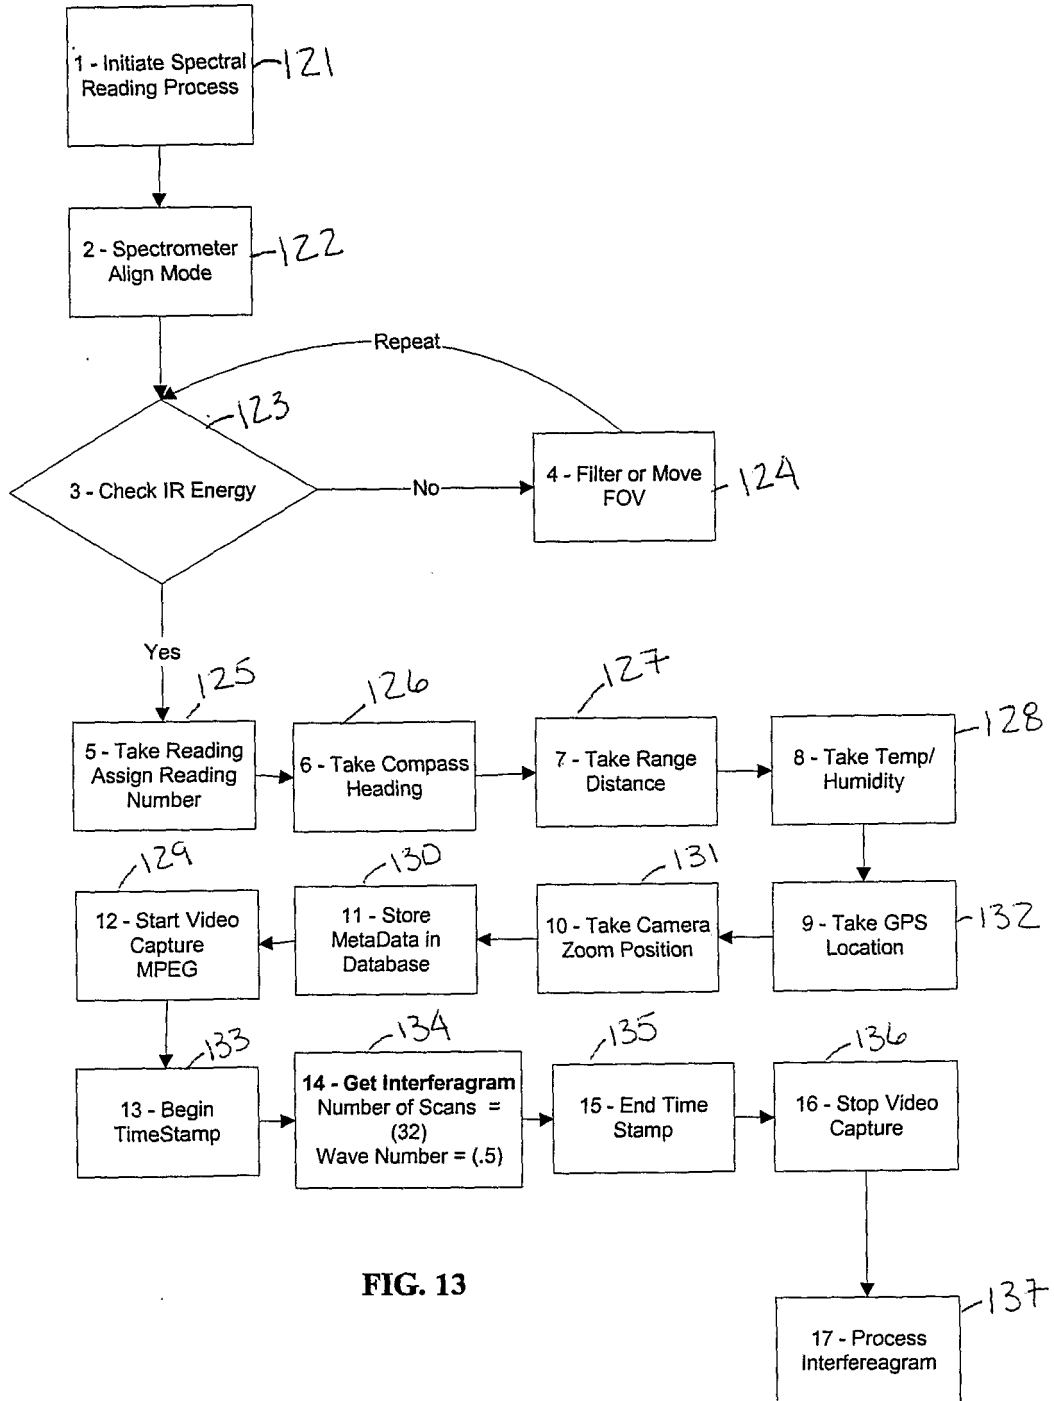 1 - Initiate Spectral
Reading Process
121
2 - Spectrometer
Align Mode
122
Repeat
123
3 - Check IR Energy
No
4 - Filter or Move
FOV
124
Yes
125
5 - Take Reading
Assign Reading
Number
126
6 - Take Compass
Heading
127
7 - Take Range
Distance
128
8 - Take Temp/
Humidity
129
12 - Start Video
Capture
MPEG
130
11 - Store
MetaData in
Database
131
10 - Take Camera
Zoom Position
9 - Take GPS
Location
132
133
13 - Begin
TimeStamp
134
14 - Get Interferagram
Number of Scans =
(32)
Wave Number = (.5)
135
15 - End Time
Stamp
136
16 - Stop Video
Capture
FIG. 13
137
17 - Process
Interfereagram